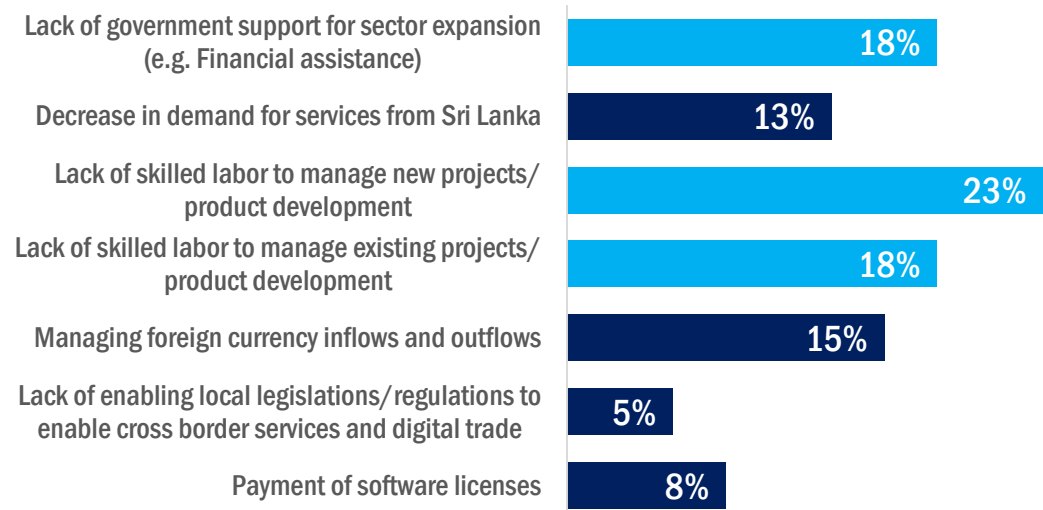 Lack of government support for sector expansion
(e.g. Financial assistance)
18%
Decrease in demand for services from Sri Lanka
13%
Lack of skilled labor to manage new projects/
product development
23%
Lack of skilled labor to manage existing projects/
product development
18%
Managing foreign currency inflows and outflows
15%
Lack of enabling local legislations/regulations to
enable cross border services and digital trade
5%
Payment of software licenses
8%